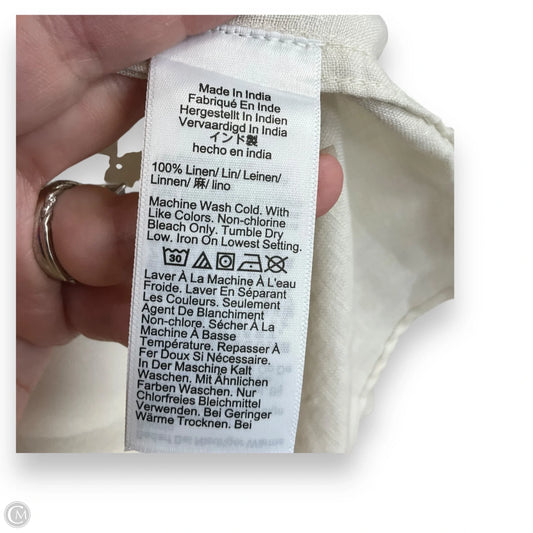 Made In India
Fabriqué En Inde
Hergestellt In Indien
Vervaardigd In India
インド製
hecho en india
100% Linen/ Lin/ Leinen/
Linnen/ 麻/ lino
Machine Wash Cold. With
Like Colors. Non-chlorine
Bleach Only. Tumble Dry
Low. Iron On Lowest Setting.
30
Laver À La Machine À L'eau
Froide. Laver En Séparant
Les Couleurs. Seulement
Agent De Blanchiment
Non-chlore. Sécher À La
Machine À Basse
Température. Repasser À
Fer Doux Si Nécessaire.
In Der Maschine Kalt
Waschen. Mit Ähnlichen
Farben Waschen. Nur
Chlorfreies Bleichmittel
Verwenden. Bei Geringer
Wärme Trocknen. Bei
CM